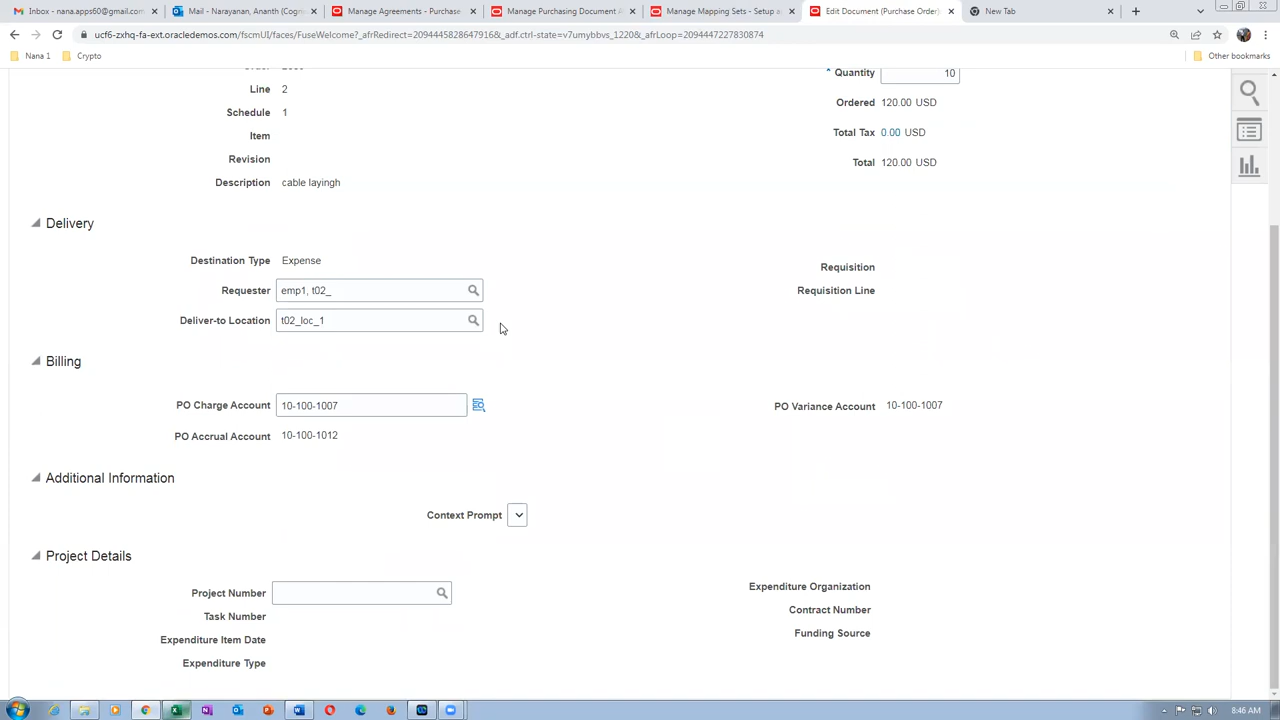 Inbox - nana.apps60@gmail.com
Mail - Narayanan, Ananth (Cogni
Manage Agreements - Purchase
Manage Purchasing Document A
Manage Mapping Sets - Setup a
Edit Document (Purchase Order)
New Tab
ucf6-zxhq-fa-ext.oracledemos.com/fscmUI/faces/FuseWelcome?_afrRedirect=20944458286479168&_adf.ctrl-state=v7umybbvs_1220&_afrLoop=20944472278308​74
Nana 1
Crypto
Other bookmarks
* Quantity 10
Line 2
Ordered 120.00 USD
Schedule 1
Total Tax 0.00 USD
Item
Revision
Total 120.00 USD
Description cable layingh
Delivery
Destination Type Expense
Requisition
Requester emp1, t02_
Requisition Line
Deliver-to Location t02_loc_1
Billing
PO Charge Account 10-100-1007
PO Variance Account 10-100-1007
PO Accrual Account 10-100-1012
Additional Information
Context Prompt
Project Details
Project Number
Expenditure Organization
Task Number
Contract Number
Expenditure Item Date
Funding Source
Expenditure Type
8:46 AM